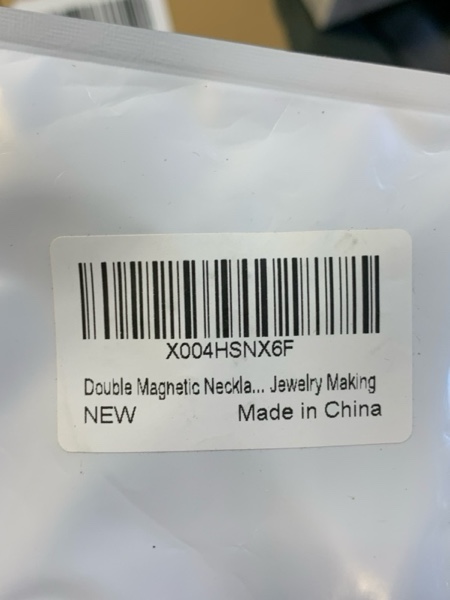 X004HSNX6F
Double Magnetic Neckla... Jewelry Making
NEW Made in China